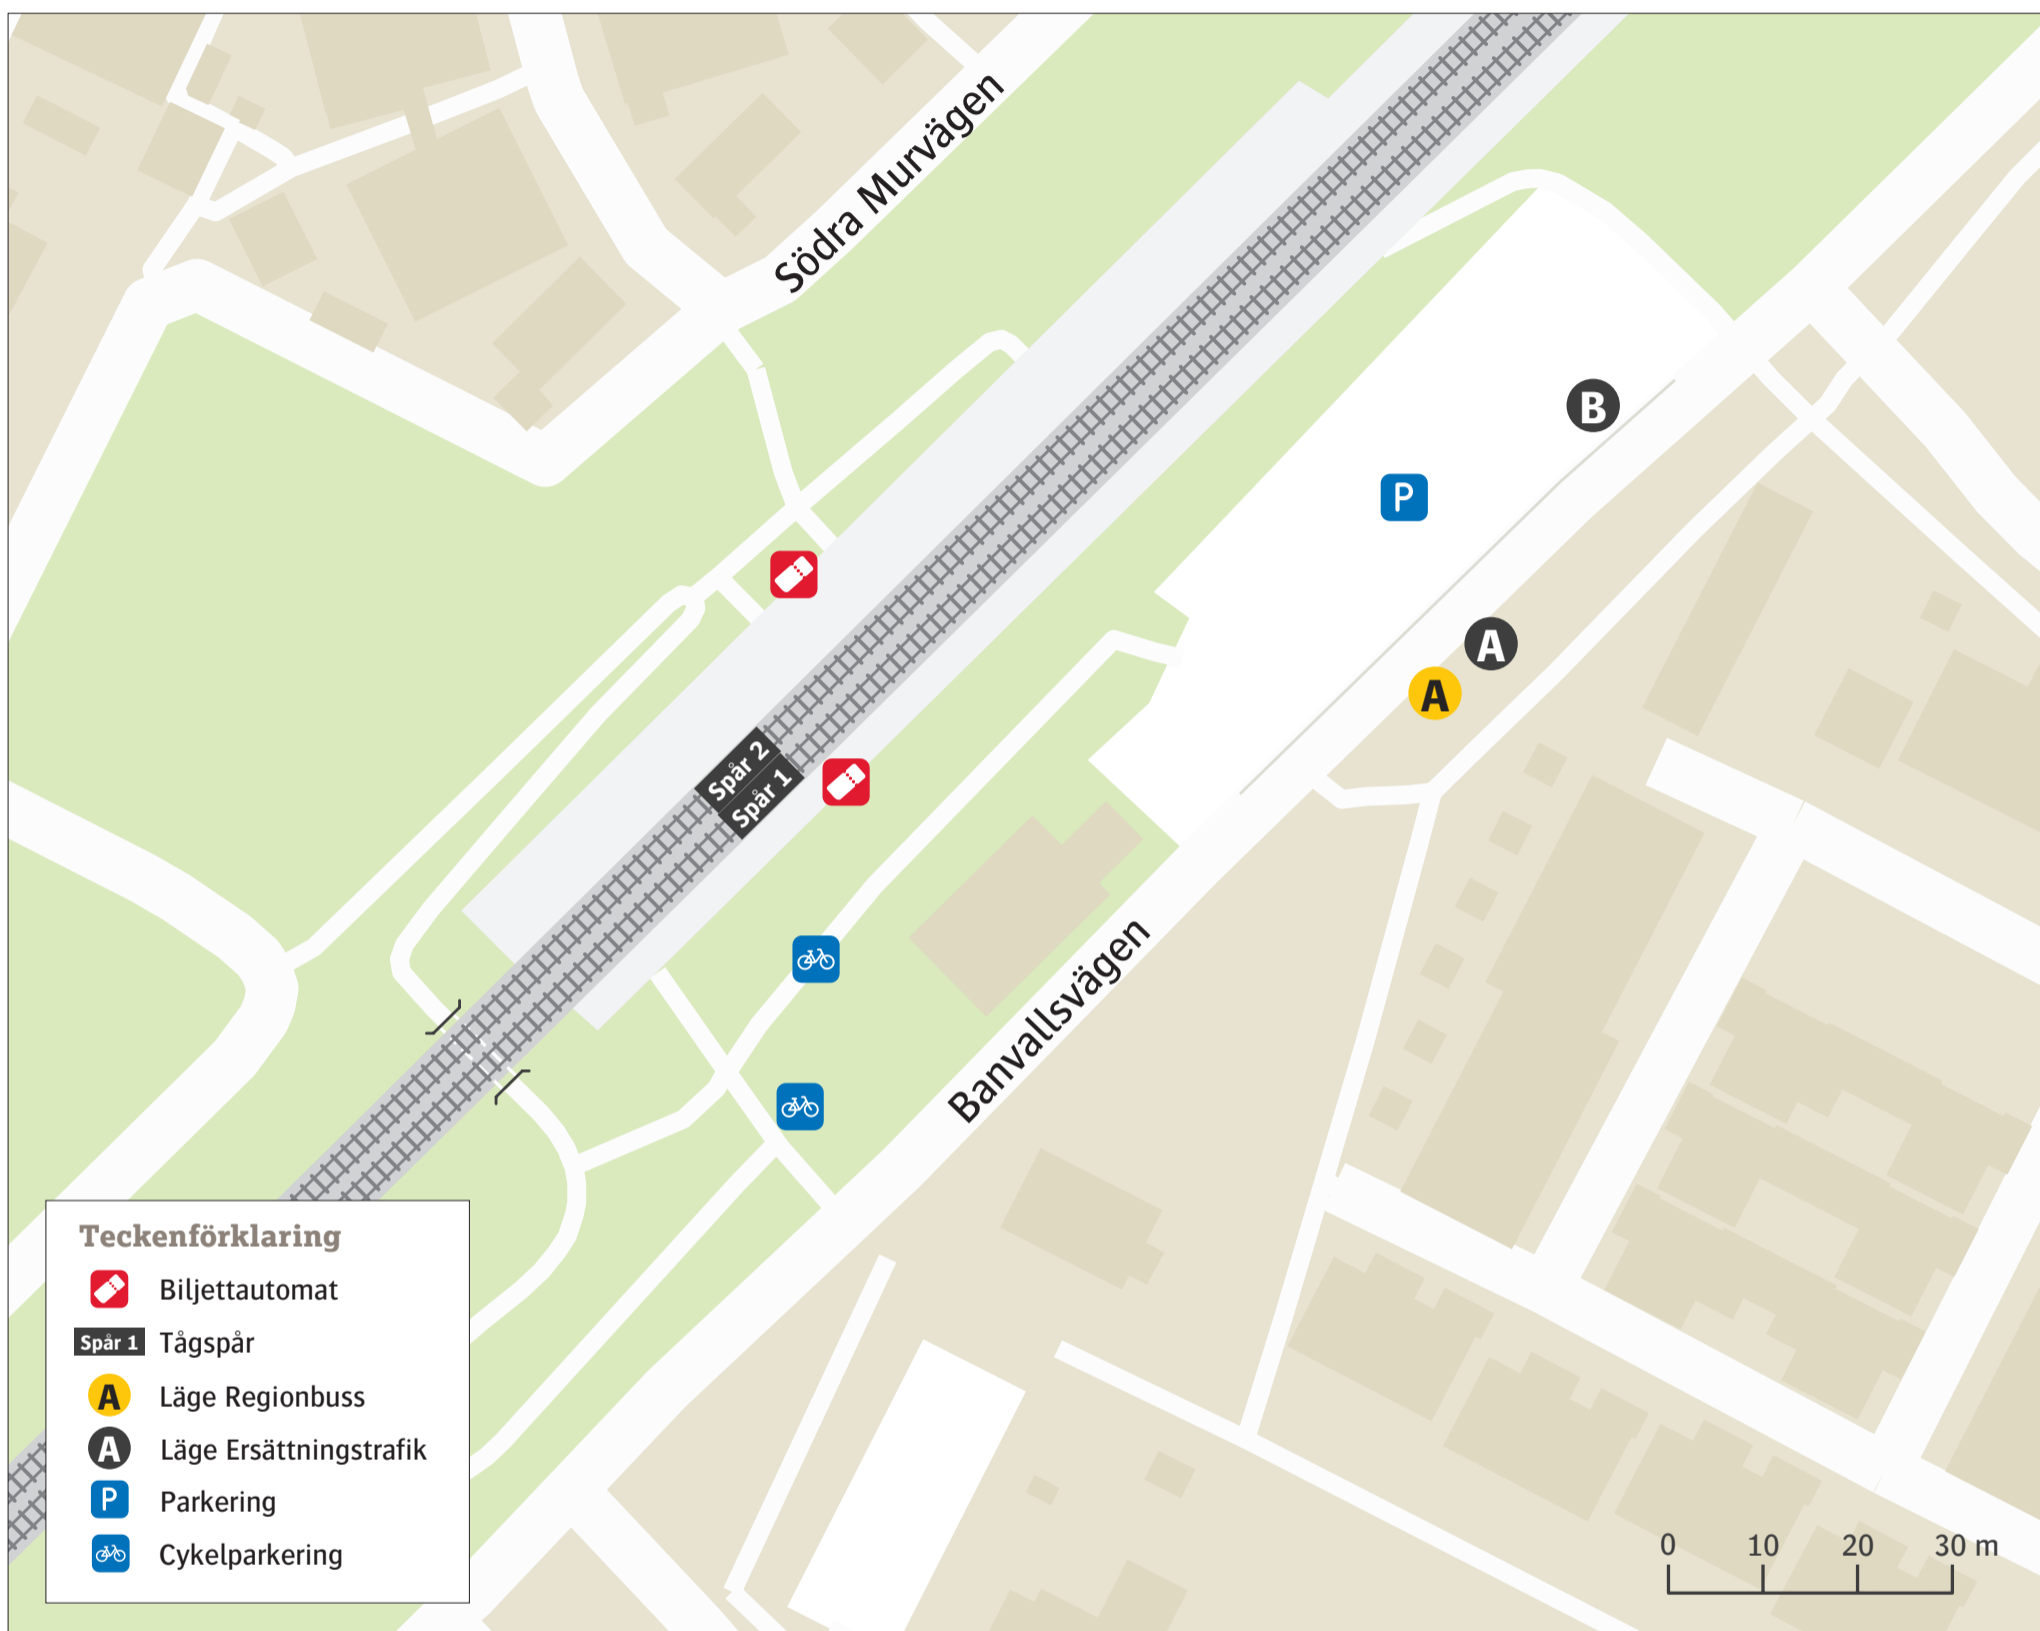 Södra Murvägen
B
P
A
A
Spår 2
Spår 1
Banvallsvägen
Teckenförklaring
Biljettautomat
Spår 1 Tågspår
A Läge Regionbuss
A Läge Ersättningstrafik
P Parkering
Cykelparkering
0 10 20 30 m